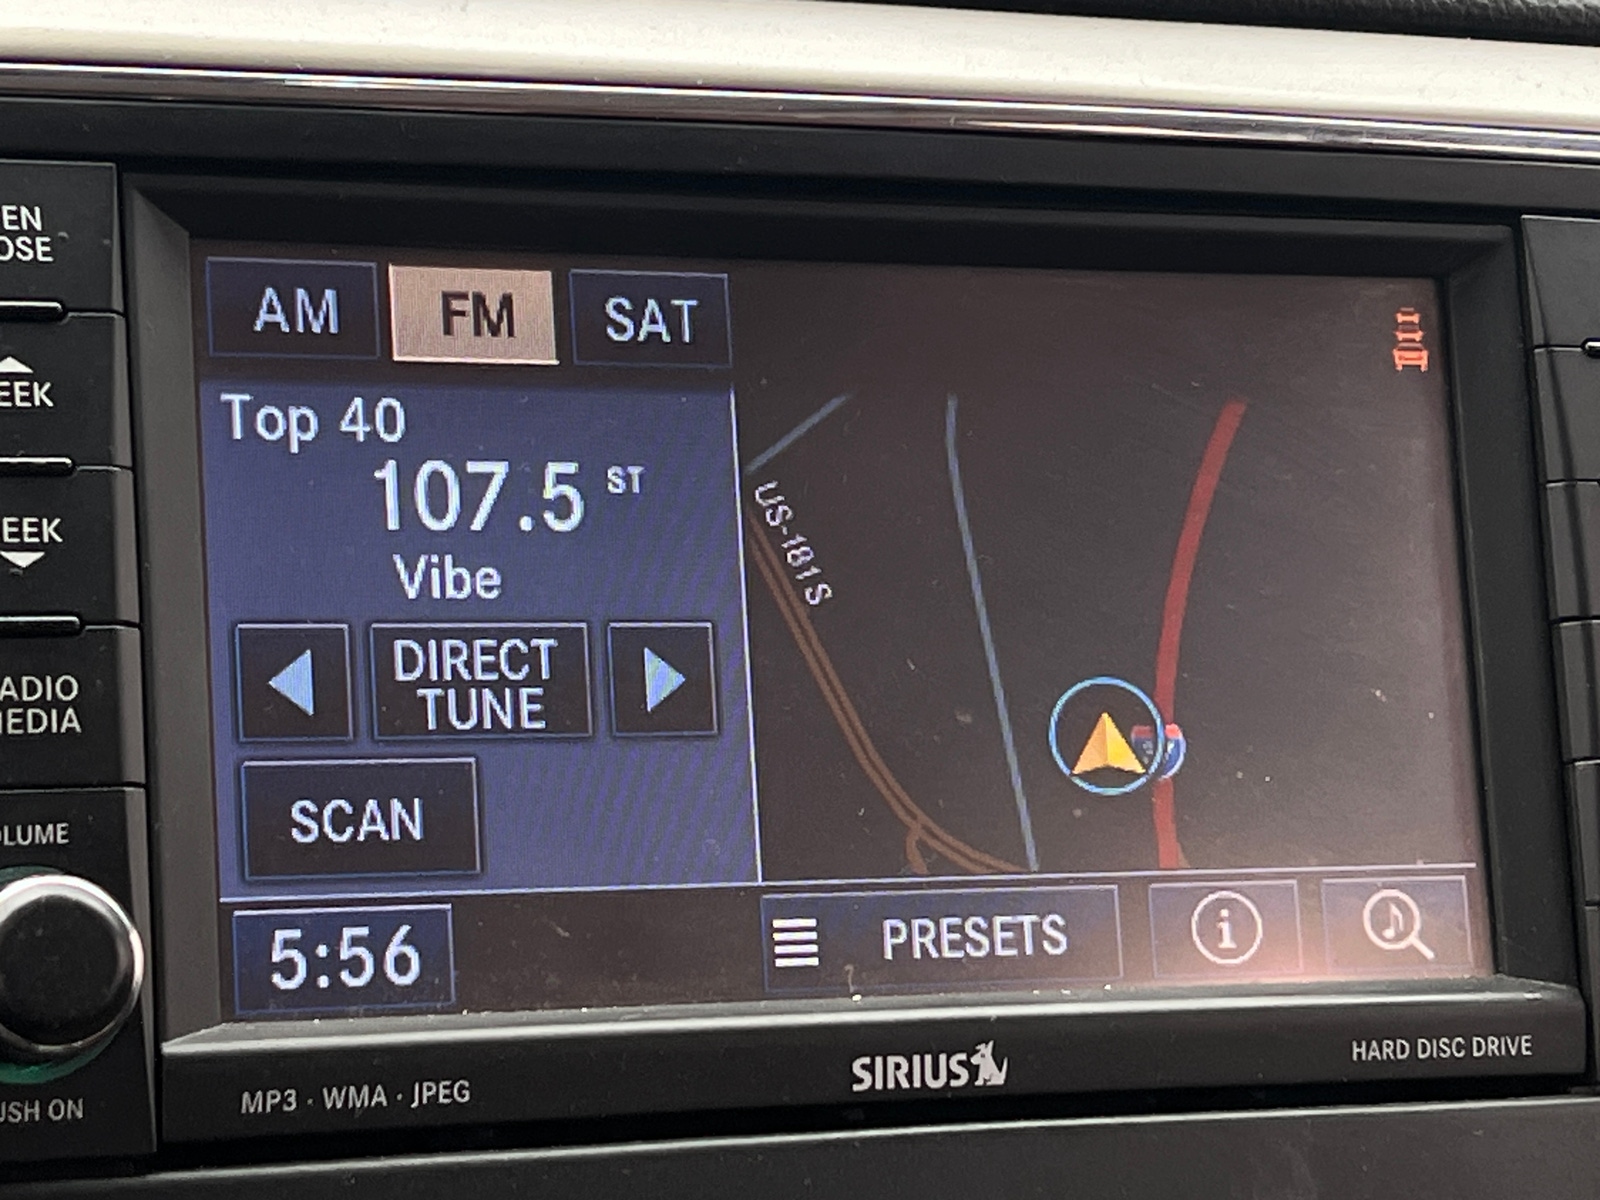 EN
OSE
EEK
EEK
ADIO
EDIA
OLUME
USH ON
AM FM SAT
Top 40
107.5 ST
Vibe
DIRECT
TUNE
SCAN
US-181 S
5:56
PRESETS
i
MP3 · WMA · JPEG
SIRIUS
HARD DISC DRIVE